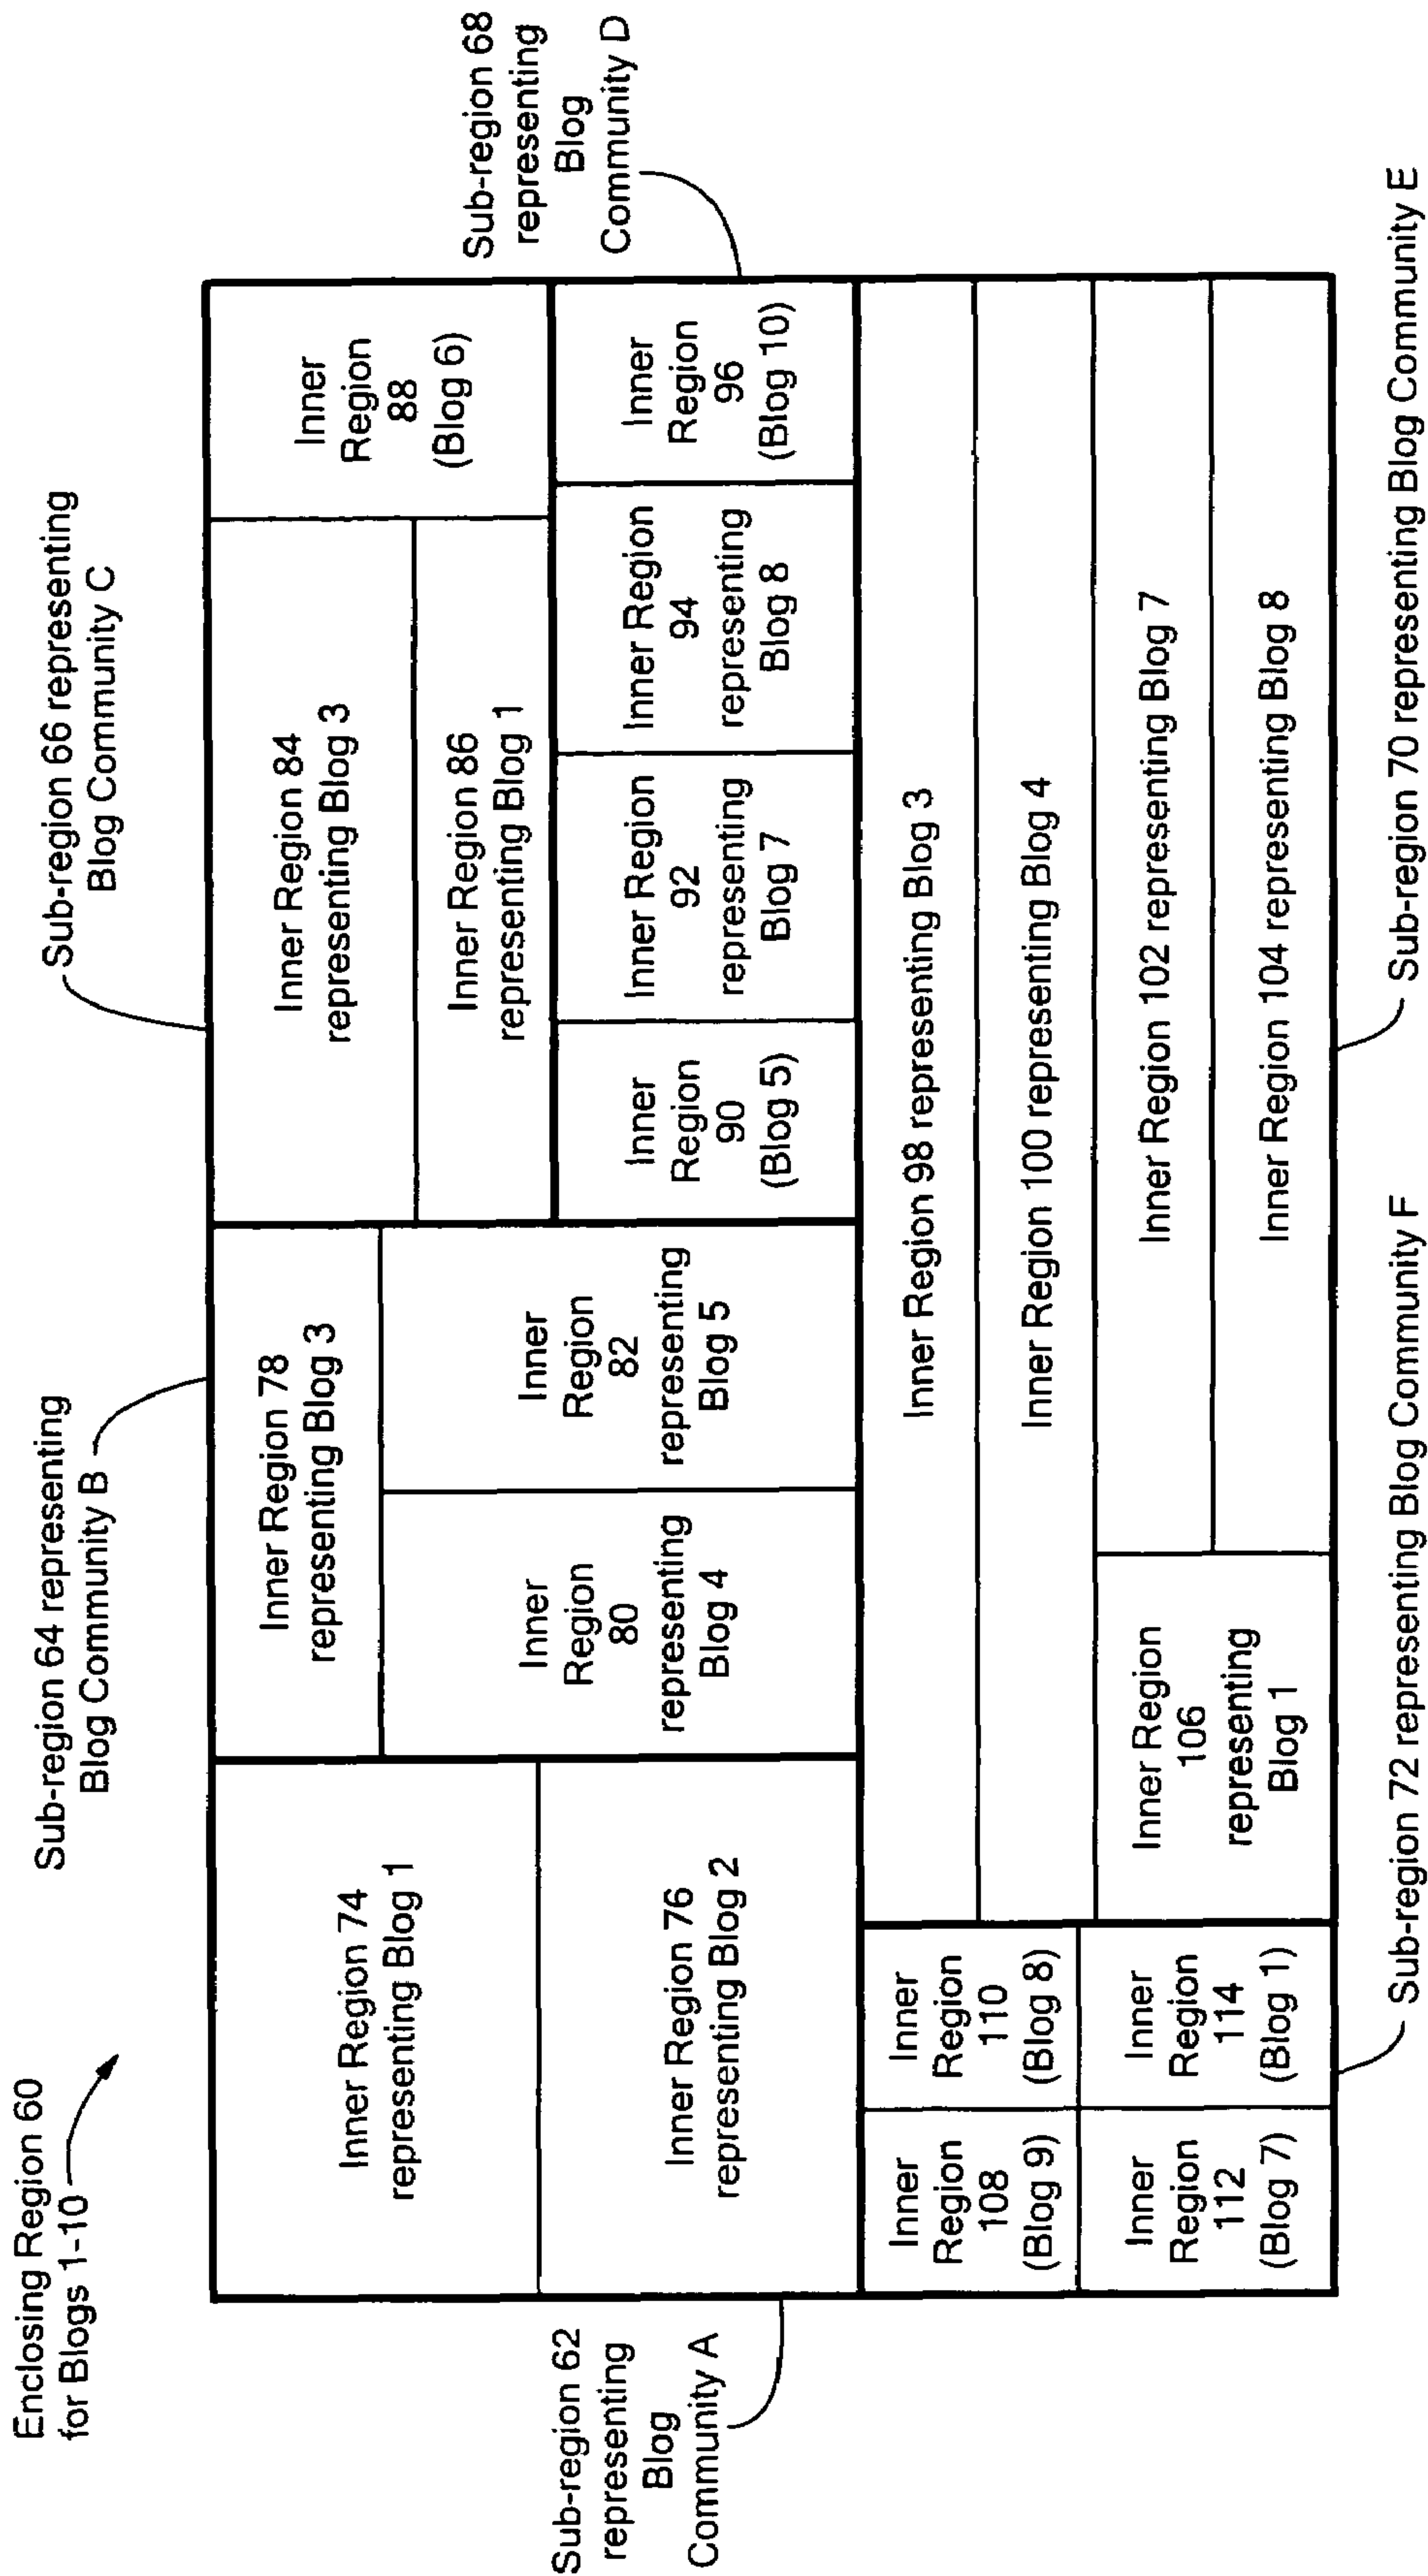 Enclosing Region 60
for Blogs 1-10
Sub-region 64 representing
Blog Community B
Sub-region 66 representing
Blog Community C
Sub-region 62
representing
Blog
Community A
Sub-region 68
representing
Blog
Community D
Inner Region 74
representing Blog 1
Inner Region 76
representing Blog 2
Inner Region 78
representing Blog 3
Inner
Region
80
representing
Blog 4
Inner
Region
82
representing
Blog 5
Inner Region 84
representing Blog 3
Inner Region 86
representing Blog 1
Inner
Region
88
(Blog 6)
Inner
Region
90
(Blog 5)
Inner Region
92
representing
Blog 7
Inner Region
94
representing
Blog 8
Inner
Region
96
(Blog 10)
Inner Region 98 representing Blog 3
Inner Region 100 representing Blog 4
Inner Region 102 representing Blog 7
Inner Region 104 representing Blog 8
Inner Region
106
representing
Blog 1
Inner
Region
108
(Blog 9)
Inner
Region
110
(Blog 8)
Inner
Region
112
(Blog 7)
Inner
Region
114
(Blog 1)
Sub-region 72 representing Blog Community F
Sub-region 70 representing Blog Community E